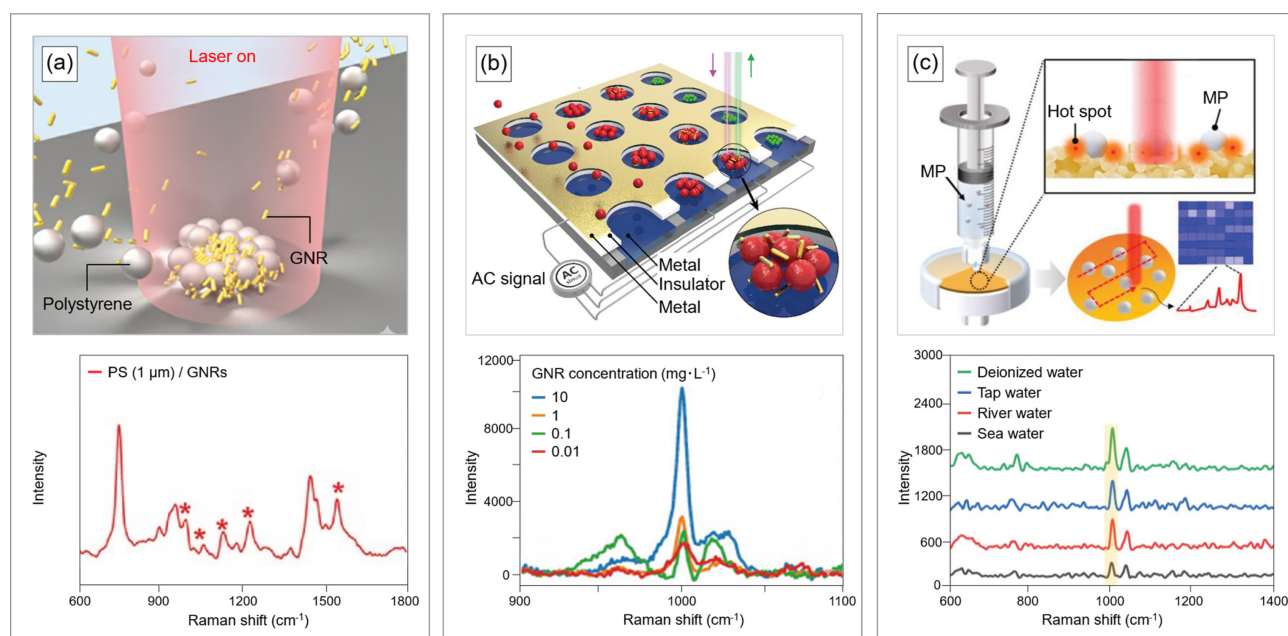 (a)
Laser on
GNR
Polystyrene
PS (1 μm) / GNRs
*
*
*
*
*
Intensity
600
900
1200
1500
1800
Raman shift (cm-1)
(b)
AC signal
AC
Metal
Insulator
Metal
12000
8000
4000
2000
0
GNR concentration (mg·L-1)
10
1
0.1
0.01
Intensity
900
1000
1100
Raman shift (cm-1)
(c)
MP
Hot spot
MP
3000
2400
1800
1200
600
0
Deionized water
Tap water
River water
Sea water
Intensity
600
800
1000
1200
1400
Raman shift (cm-1)